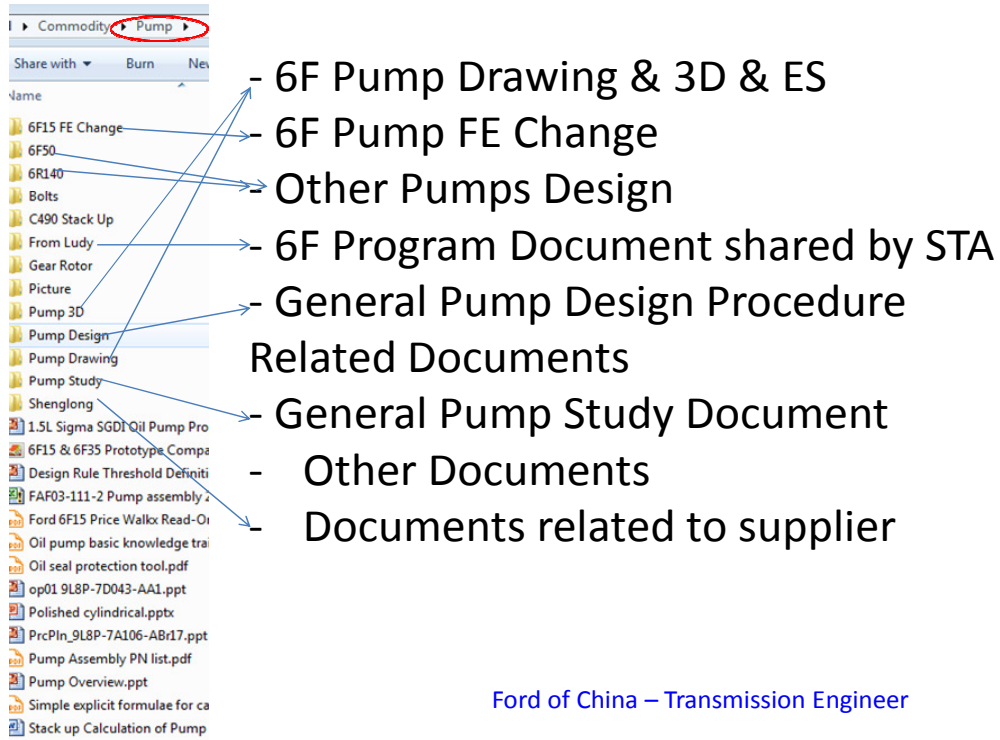 Commodity ▸ Pump ▸
Share with ▾ Burn
Name
6F15 FE Change
6F50
6R140
Bolts
C490 Stack Up
From Ludy
Gear Rotor
Picture
Pump 3D
Pump Design
Pump Drawing
Pump Study
Shenglong
1.5L Sigma SGDI Oil Pump Pro
6F15 & 6F35 Prototype Compa
Design Rule Threshold Definiti
FAF03-111-2 Pump assembly
Ford 6F15 Price Walkx Read-O
Oil pump basic knowledge trai
Oil seal protection tool.pdf
op01 9L8P-7D043-AA1.ppt
Polished cylindrical.pptx
PrcPln_9L8P-7A106-ABr17.ppt
Pump Assembly PN list.pdf
Pump Overview.ppt
Simple explicit formulae for ca
Stack up Calculation of Pump
- 6F Pump Drawing & 3D & ES
- 6F Pump FE Change
- Other Pumps Design
- 6F Program Document shared by STA
- General Pump Design Procedure
Related Documents
- General Pump Study Document
- Other Documents
- Documents related to supplier
Ford of China – Transmission Engineer